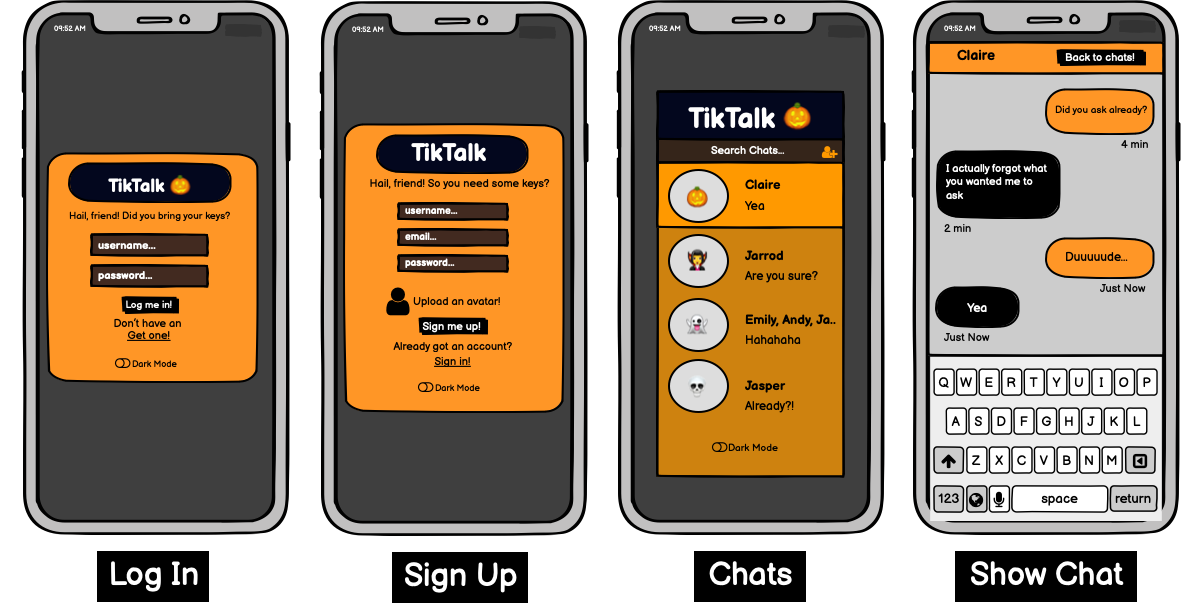 09:52 AM
TikTalk 🎃
Hail, friend! Did you bring your keys?
username...
password...
Log me in!
Don't have an
Get one!
Dark Mode
Log In
09:52 AM
TikTalk
Hail, friend! So you need some keys?
username...
email...
password...
Upload an avatar!
Sign me up!
Already got an account?
Sign in!
Dark Mode
Sign Up
09:52 AM
TikTalk 🎃
Search Chats...
Claire
Yea
Jarrod
Are you sure?
Emily, Andy, Ja..
Hahahaha
Jasper
Already?!
Dark Mode
Chats
09:52 AM
Claire
Back to chats!
Did you ask already?
4 min
I actually forgot what
you wanted me to
ask
2 min
Duuuuude...
Just Now
Yea
Just Now
Q W E R T Y U I O P
A S D F G H J K L
Z X C V B N M
123 space return
Show Chat